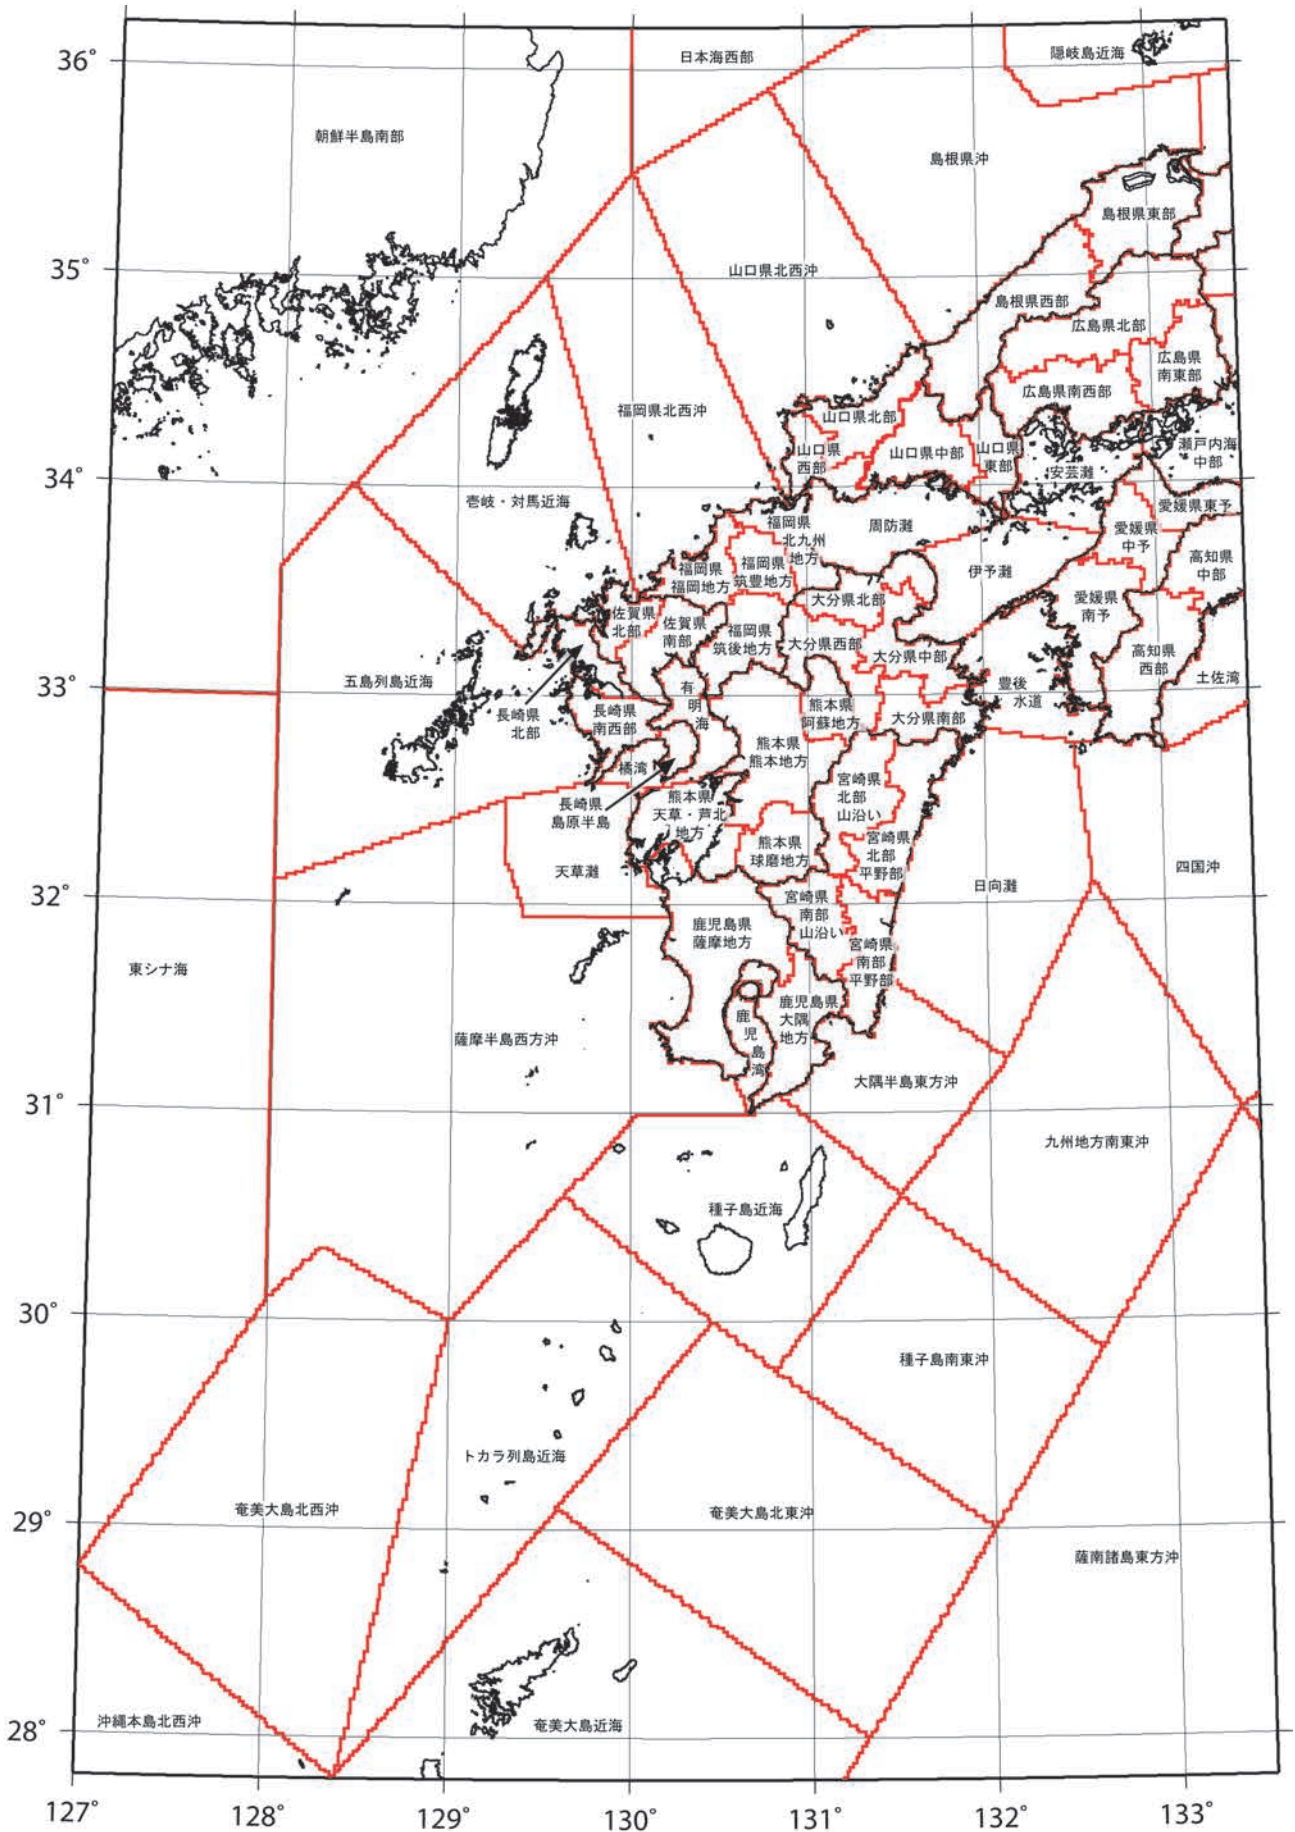 36°
日本海西部
隠岐島近海
朝鮮半島南部
島根県沖
島根県東部
35°
山口県北西沖
島根県西部
広島県北部
広島県
南東部
広島県南西部
福岡県北西沖
山口県北部
山口県
西部
山口県中部
山口県
東部
安芸灘
瀬戸内海
中部
34°
壱岐・対馬近海
福岡県
北九州
地方
周防灘
愛媛県東予
愛媛県
中予
高知県
中部
福岡県
福岡地方
福岡県
筑豊地方
伊予灘
大分県北部
愛媛県
南予
佐賀県
北部
佐賀県
南部
福岡県
筑後地方
大分県西部
大分県中部
高知県
西部
土佐湾
33°
五島列島近海
長崎県
北部
長崎県
南西部
有
明
海
熊本県
阿蘇地方
大分県南部
豊後
水道
熊本県
熊本地方
橘湾
長崎県
島原半島
熊本県
天草・芦北
地方
宮崎県
北部
山沿い
熊本県
球磨地方
宮崎県
北部
平野部
天草灘
日向灘
四国沖
32°
宮崎県
南部
山沿い
鹿児島県
薩摩地方
宮崎県
南部
平野部
東シナ海
鹿児島県
大隅
地方
鹿
児
島
湾
薩摩半島西方沖
大隅半島東方沖
31°
九州地方南東沖
種子島近海
30°
種子島南東沖
トカラ列島近海
奄美大島北西沖
奄美大島北東沖
29°
薩南諸島東方沖
沖縄本島北西沖
奄美大島近海
28°
127°
128°
129°
130°
131°
132°
133°